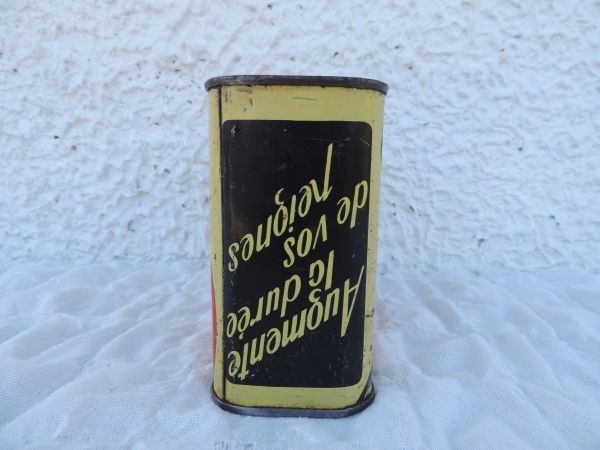 Augmente
la durée
de vos
peignes